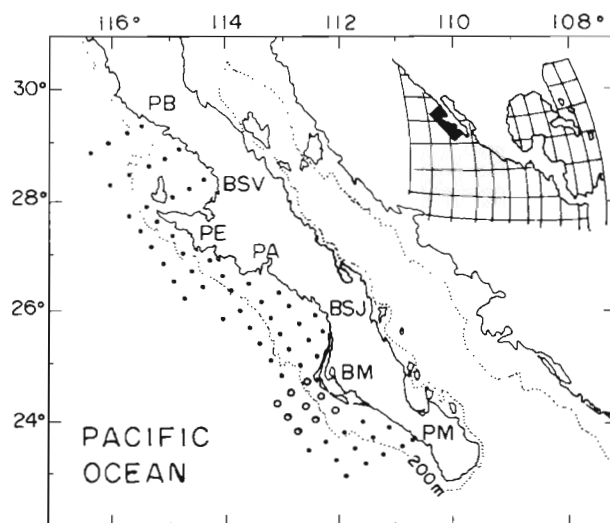 116° 114° 112° 110° 108°
30°
PB
28°
BSV
PE
PA
26°
BSJ
BM
24°
PM
PACIFIC
OCEAN
200m
22°